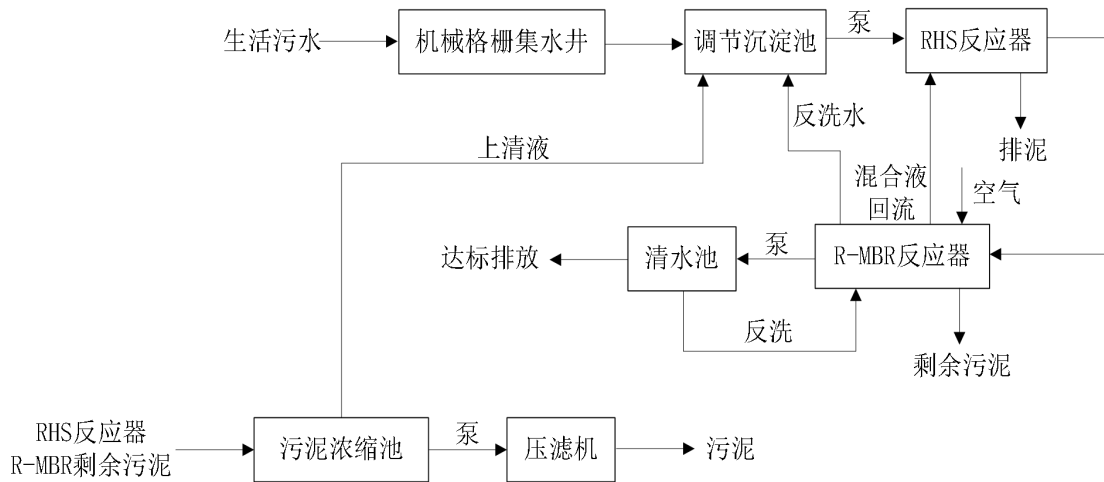 生活污水
机械格栅集水井
调节沉淀池
泵
RHS反应器
反洗水
排泥
上清液
混合液
回流
空气
达标排放
清水池
泵
R-MBR反应器
反洗
剩余污泥
RHS反应器
R-MBR剩余污泥
污泥浓缩池
泵
压滤机
污泥